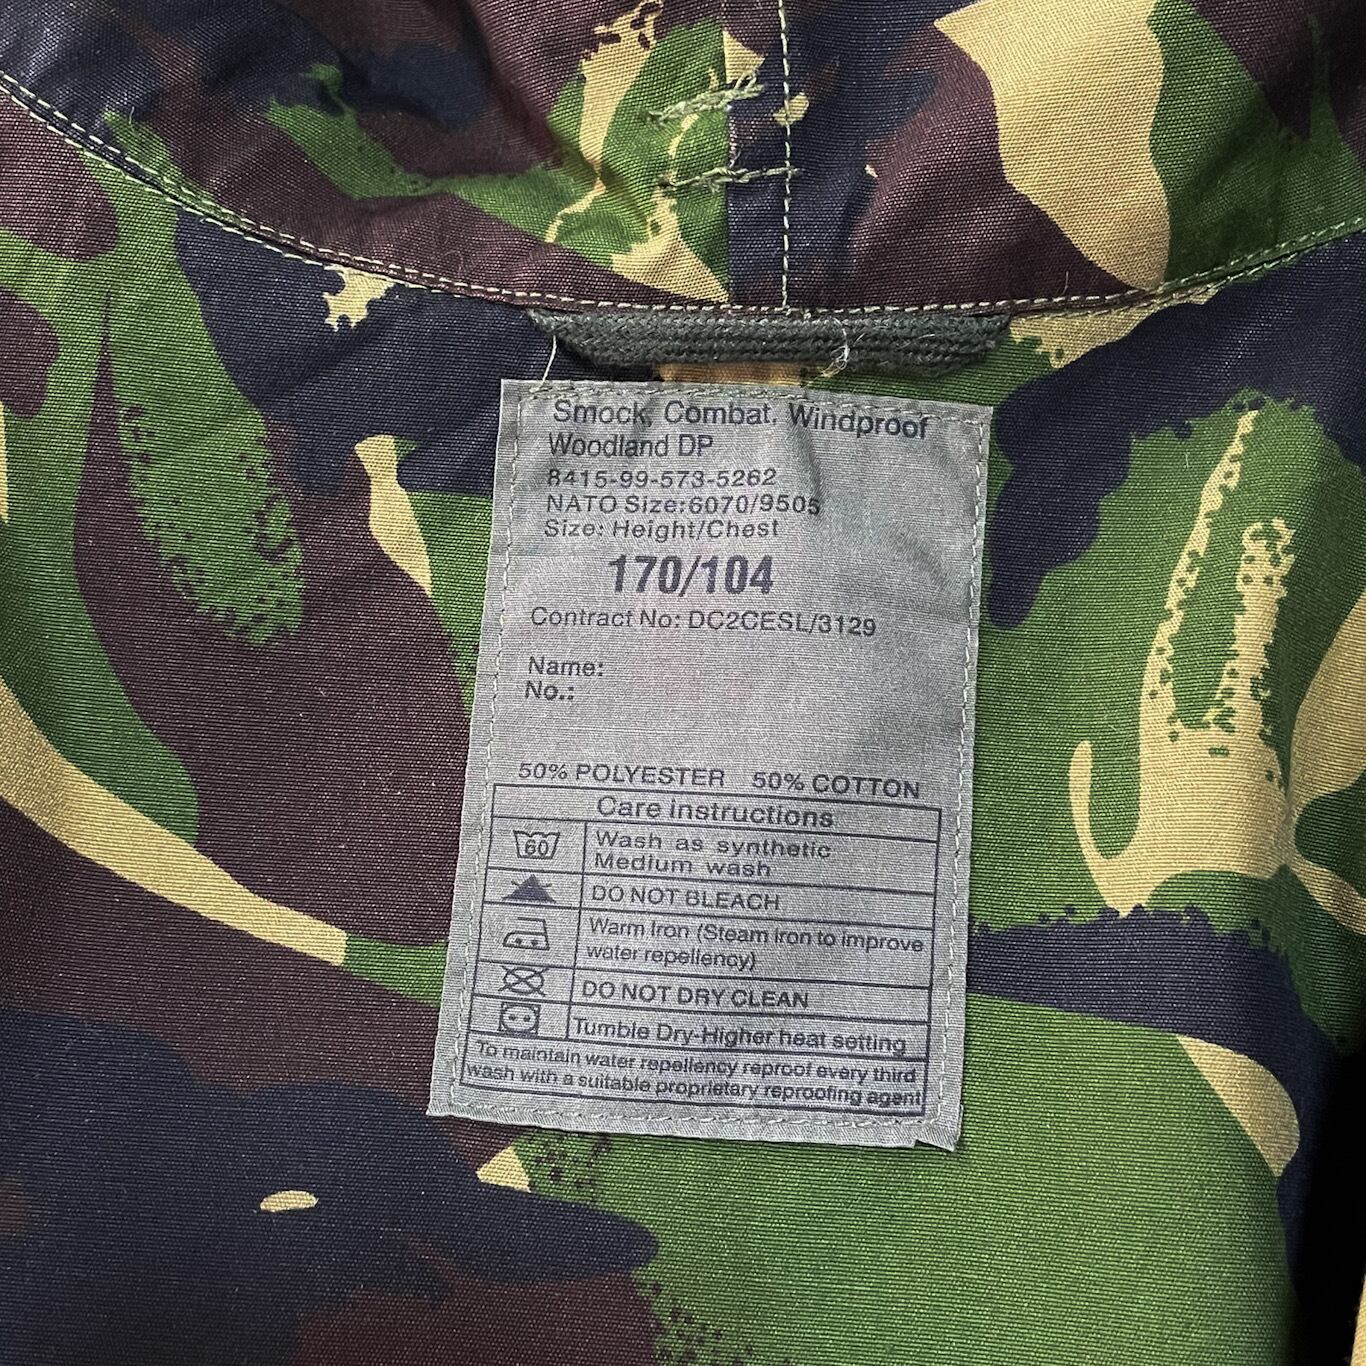 Smock, Combat, Windproof
Woodland DP
8415-99-573-5262
NATO Size:6070/9505
Size: Height/Chest
170/104
Contract No: DC2CESL/3129
Name:
No.:
50% POLYESTER 50% COTTON
Care Instructions
60 Wash as synthetic
Medium wash
DO NOT BLEACH
Warm Iron (Steam iron to improve
water repellency)
DO NOT DRY CLEAN
Tumble Dry-Higher heat setting
To maintain water repellency reproof every third
wash with a suitable proprietary reproofing agent